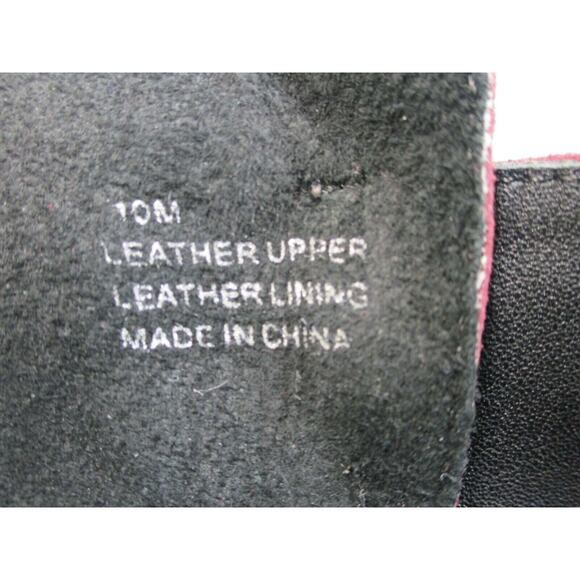 10M
LEATHER UPPER
LEATHER LINING
MADE IN CHINA